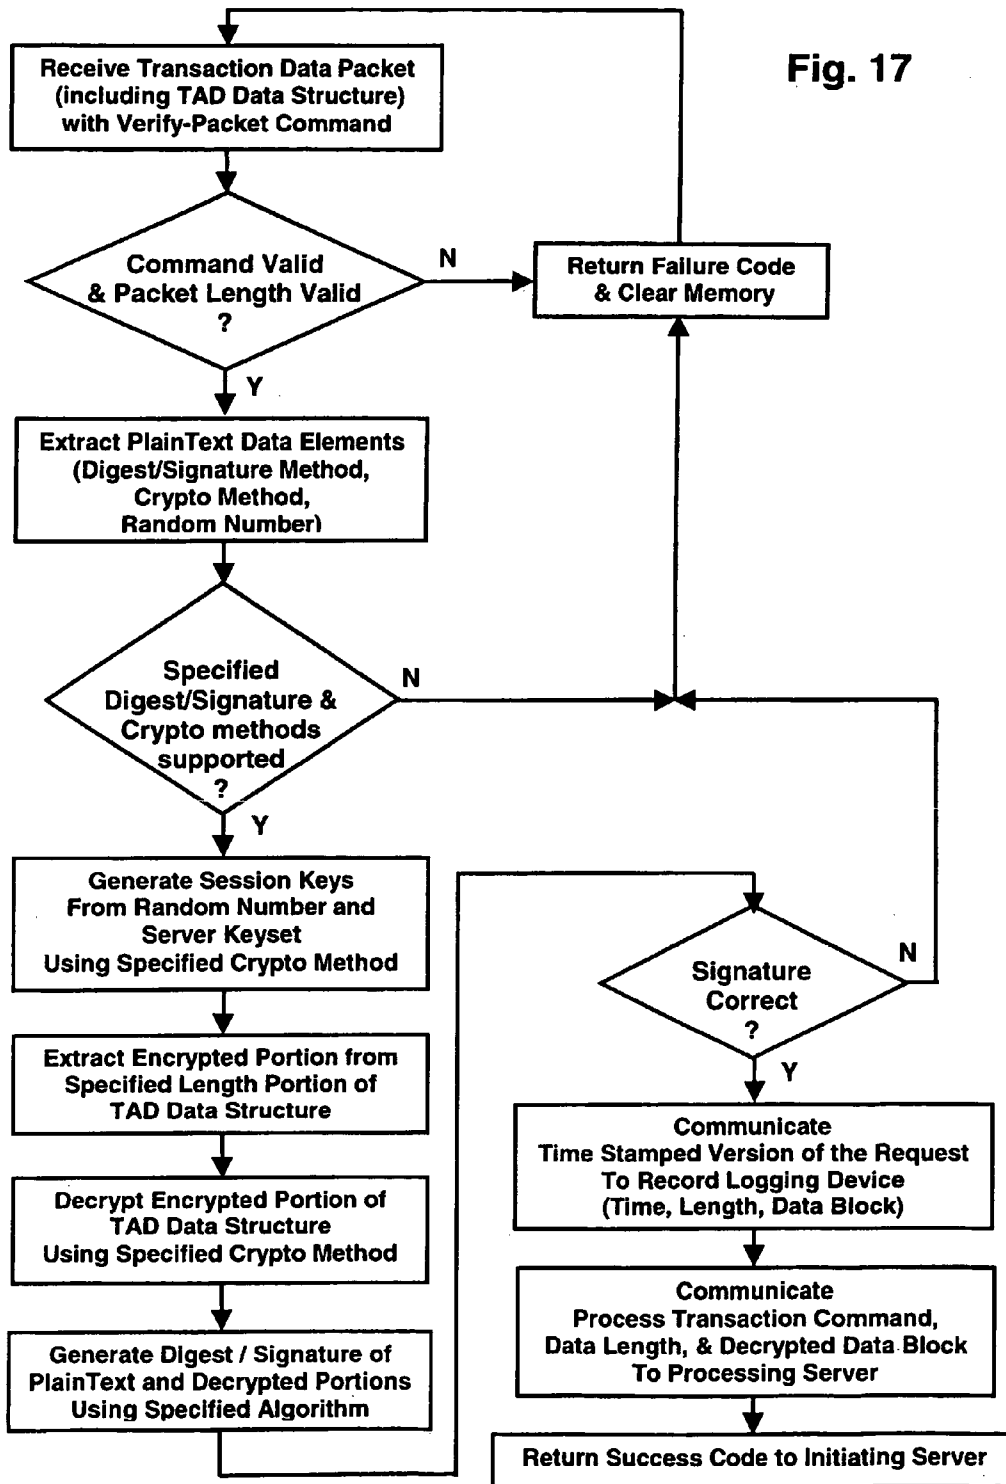 Fig. 17
Receive Transaction Data Packet
(including TAD Data Structure)
with Verify-Packet Command
Command Valid
& Packet Length Valid
?
N
Return Failure Code
& Clear Memory
Y
Extract PlainText Data Elements
(Digest/Signature Method,
Crypto Method,
Random Number)
Specified
Digest/Signature &
Crypto methods
supported
?
N
Y
Generate Session Keys
From Random Number and
Server Keyset
Using Specified Crypto Method
Extract Encrypted Portion from
Specified Length Portion of
TAD Data Structure
Decrypt Encrypted Portion of
TAD Data Structure
Using Specified Crypto Method
Generate Digest / Signature of
PlainText and Decrypted Portions
Using Specified Algorithm
Signature
Correct
?
N
Y
Communicate
Time Stamped Version of the Request
To Record Logging Device
(Time, Length, Data Block)
Communicate
Process Transaction Command,
Data Length, & Decrypted Data Block
To Processing Server
Return Success Code to Initiating Server